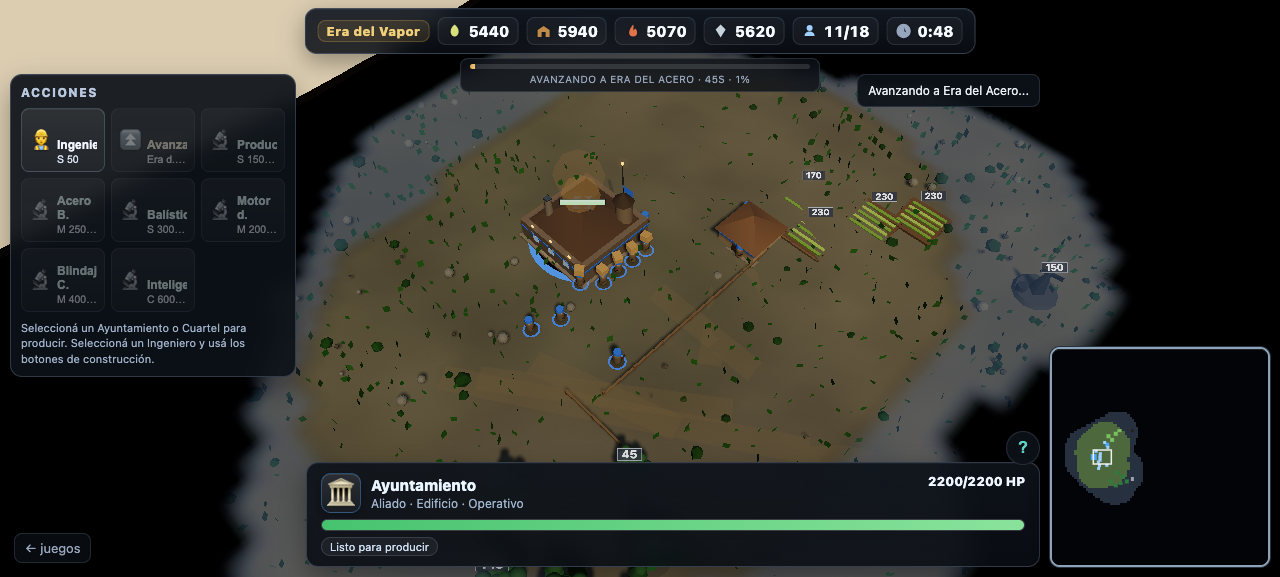 Era del Vapor
5440
5940
5070
5620
11/18
0:48
AVANZANDO A ERA DEL ACERO · 45S · 1%
Avanzando a Era del Acero...
ACCIONES
Ingenie
S 50
Avanza
Era d....
Produc
S 150...
Acero B.
M 250...
Balístic
S 300...
Motor d.
M 200...
Blindaj C.
M 400...
Intelige
C 600...
Seleccioná un Ayuntamiento o Cuartel para
producir. Seleccioná un Ingeniero y usá los
botones de construcción.
170
230
230
230
150
45
?
Ayuntamiento
2200/2200 HP
Aliado · Edificio · Operativo
Listo para producir
← juegos